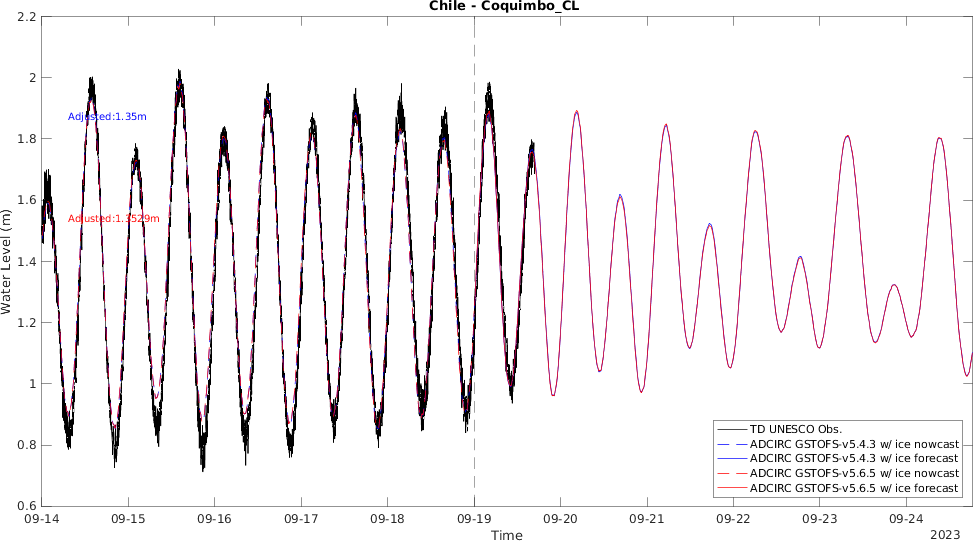 Chile - Coquimbo_CL
2.2
2
1.8
1.6
1.4
1.2
1
0.8
0.6
Water Level (m)
Adjusted:1.35m
Adjusted:1.3529m
TD UNESCO Obs.
ADCIRC GSTOFS-v5.4.3 w/ ice nowcast
ADCIRC GSTOFS-v5.4.3 w/ ice forecast
ADCIRC GSTOFS-v5.6.5 w/ ice nowcast
ADCIRC GSTOFS-v5.6.5 w/ ice forecast
09-14 09-15 09-16 09-17 09-18 09-19 09-20 09-21 09-22 09-23 09-24
Time
2023